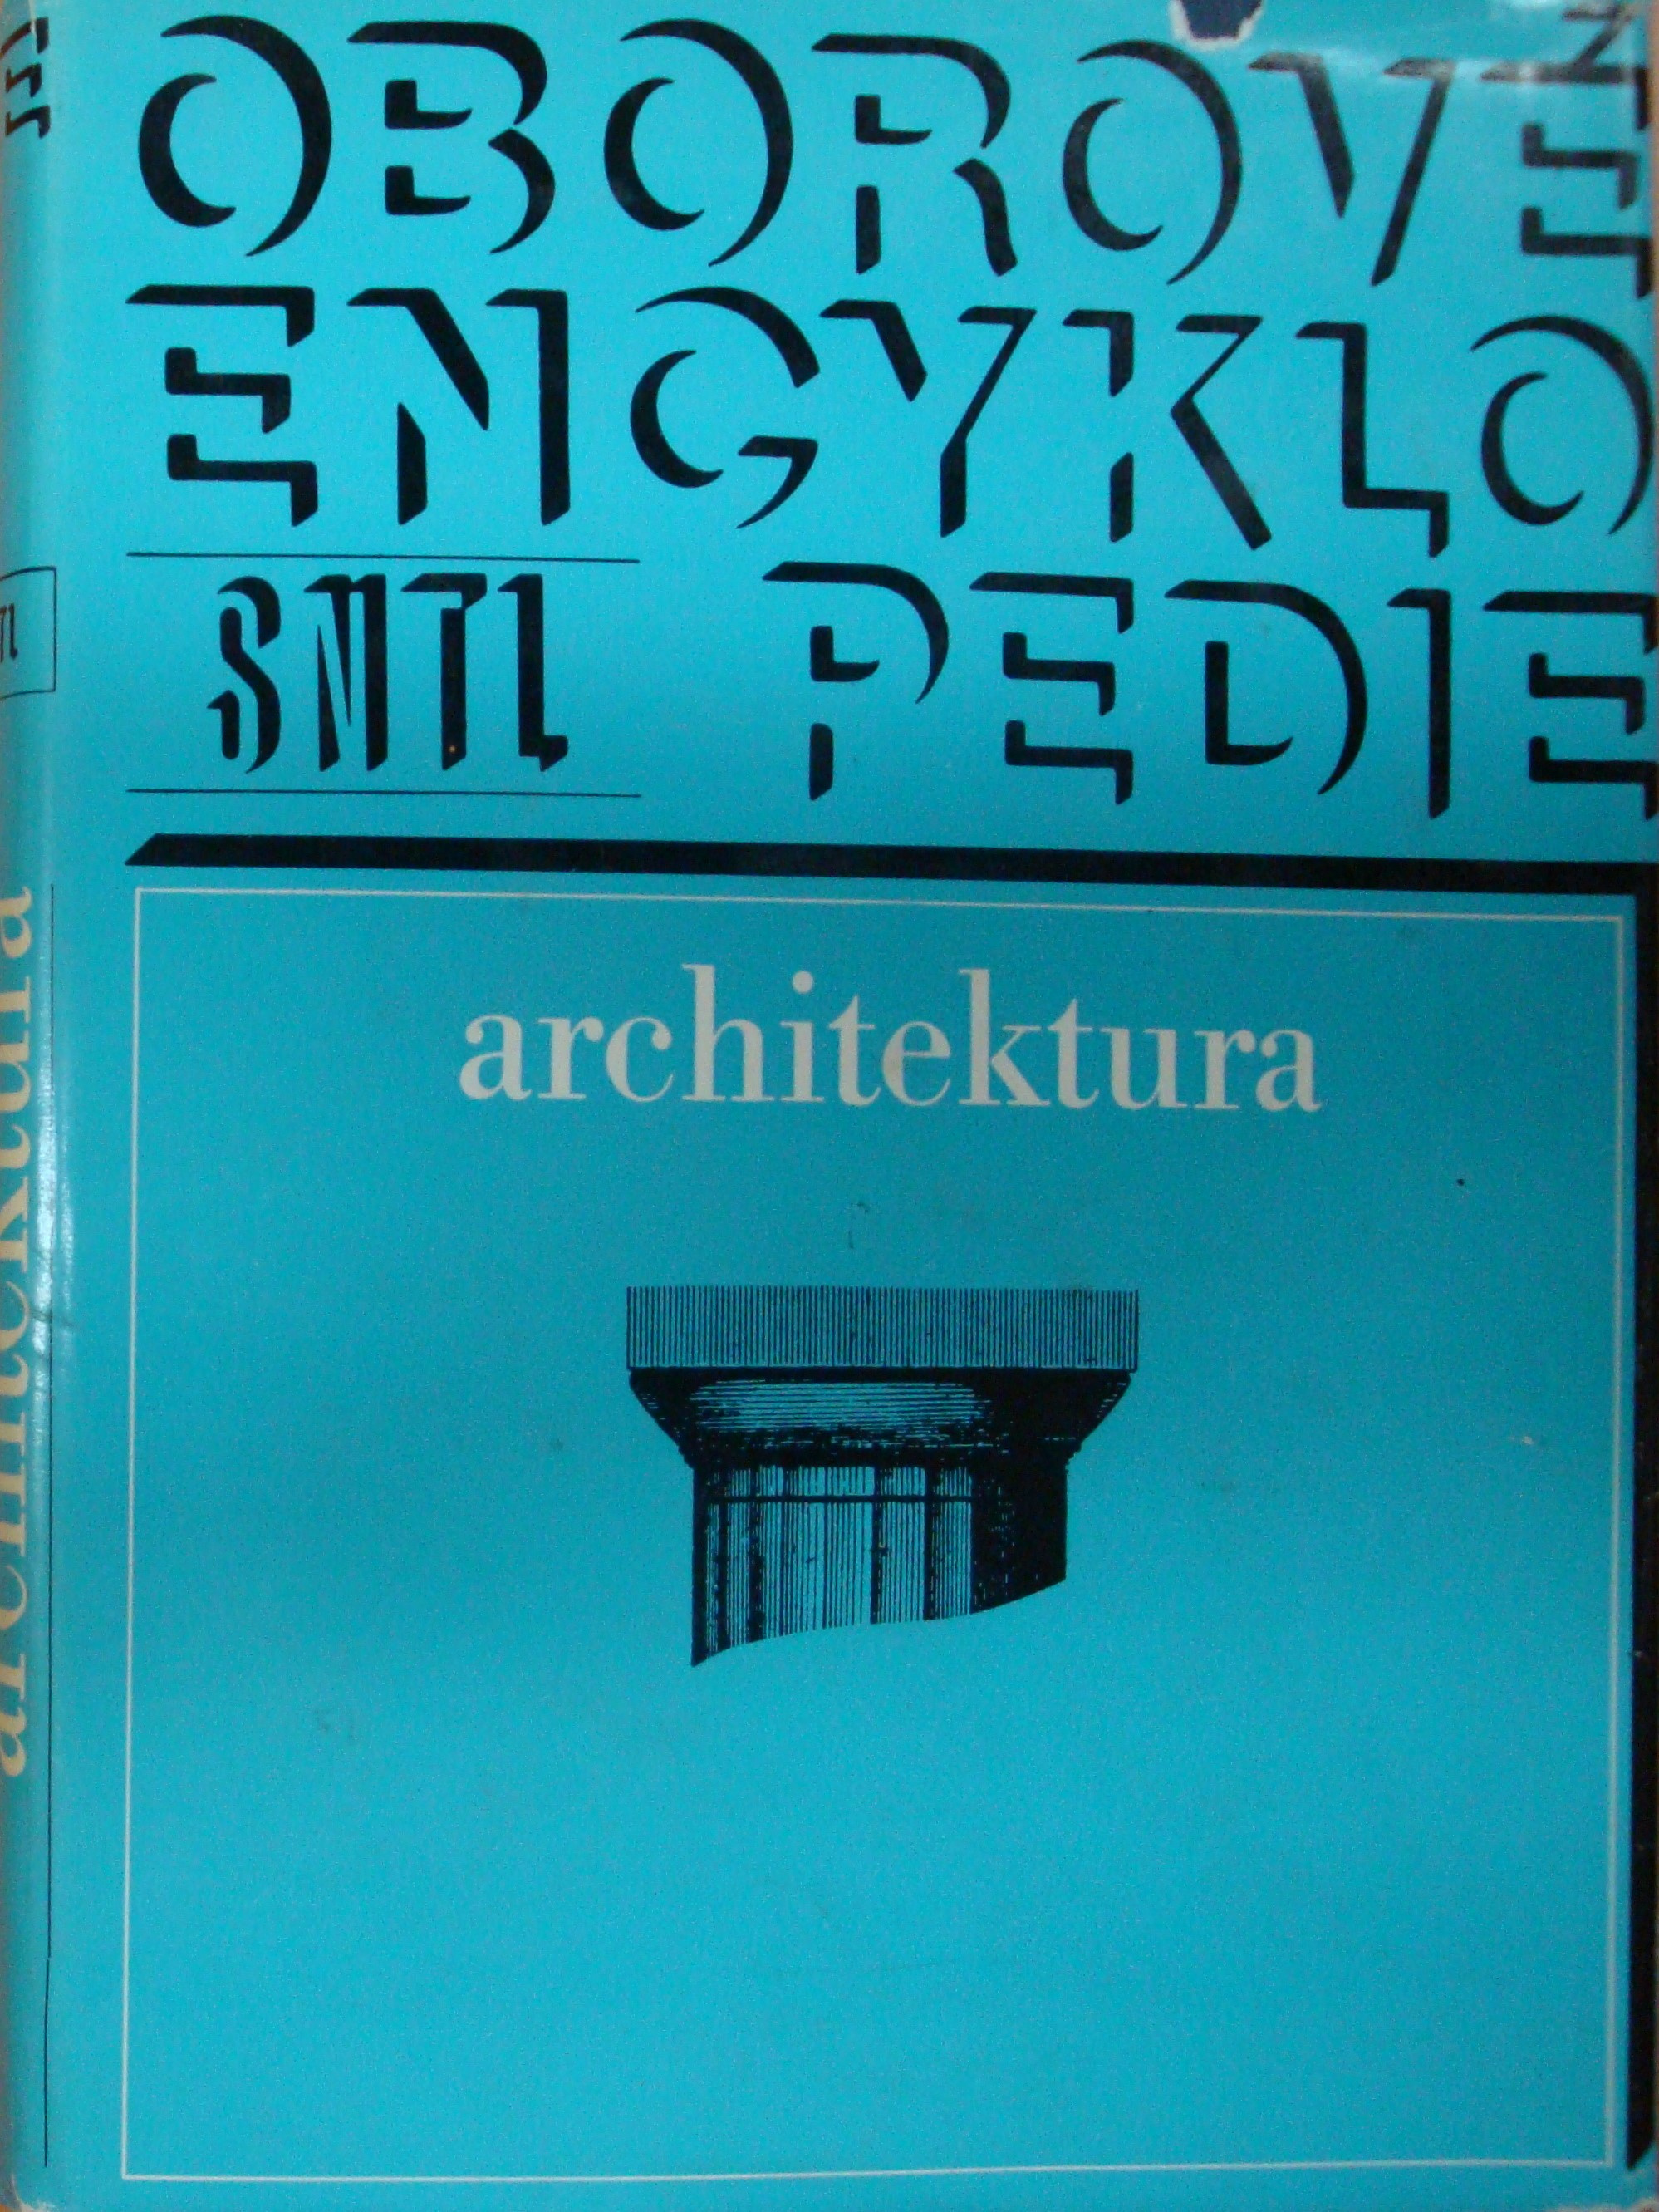 OBOROVÉ
ENCYKLO
SNTL PEDIE
architektura
architektura